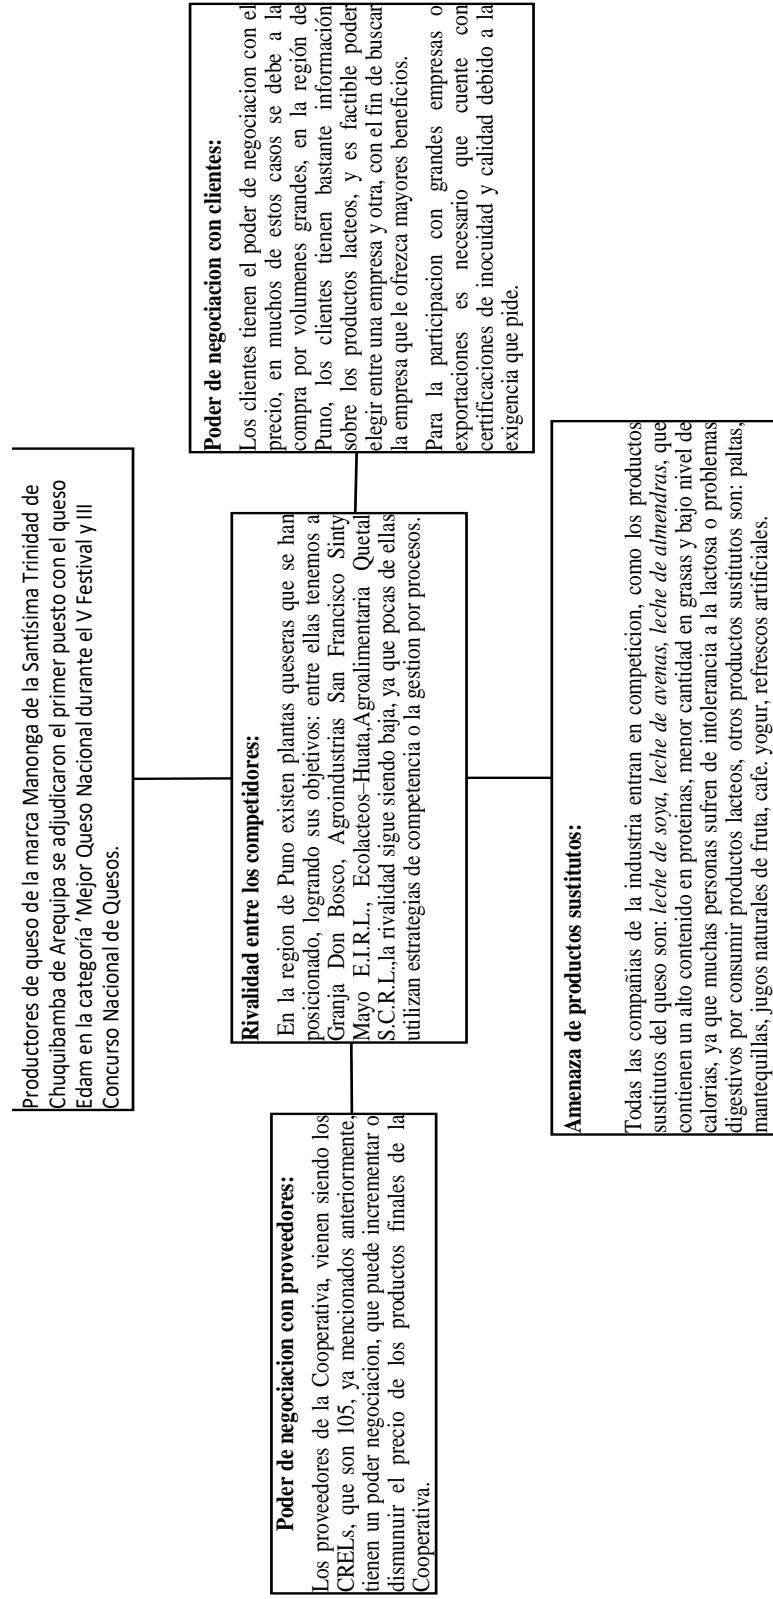 Productores de queso de la marca Manonga de la Santísima Trinidad de
Chuquibamba de Arequipa se adjudicaron el primer puesto con el queso
Edam en la categoría ´Mejor Queso Nacional durante el V Festival y III
Concurso Nacional de Quesos.
Poder de negociacion con proveedores:
Los proveedores de la Cooperativa, vienen siendo los
CRELs, que son 105, ya mencionados anteriormente,
tienen un poder negociacion, que puede incrementar o
dismunuir el precio de los productos finales de la
Cooperativa.
Rivalidad entre los competidores:
En la region de Puno existen plantas queseras que se han
posicionado, logrando sus objetivos: entre ellas tenemos a
Granja Don Bosco, Agroindustrias San Francisco Sinty
Mayo E.I.R.L., Ecolacteos–Huata,Agroalimentaria Quetal
S.C.R.L.,la rivalidad sigue siendo baja, ya que pocas de ellas
utilizan estrategias de competencia o la gestion por procesos.
Poder de negociacion con clientes:
Los clientes tienen el poder de negociacion con el
precio, en muchos de estos casos se debe a la
compra por volumenes grandes, en la región de
Puno, los clientes tienen bastante información
sobre los productos lacteos, y es factible poder
elegir entre una empresa y otra, con el fin de buscar
la empresa que le ofrezca mayores beneficios.
Para la participacion con grandes empresas o
exportaciones es necesario que cuente con
certificaciones de inocuidad y calidad debido a la
exigencia que pide.
Amenaza de productos sustitutos:
Todas las compañias de la industria entran en competicion, como los productos
sustitutos del queso son: leche de soya, leche de avenas, leche de almendras, que
contienen un alto contenido en proteinas, menor cantidad en grasas y bajo nivel de
calorias, ya que muchas personas sufren de intolerancia a la lactosa o problemas
digestivos por consumir productos lacteos, otros productos sustitutos son: paltas,
mantequillas, jugos naturales de fruta, cafe. yogur, refrescos artificiales.